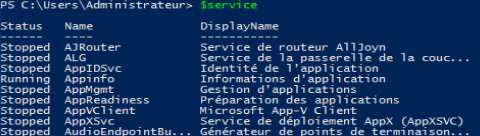 PS C:\Users\Administrateur> $service
Status Name DisplayName
------ ---- -----------
Stopped AJRouter Service de routeur AllJoyn
Stopped ALG Service de la passerelle de la couc...
Stopped AppIDSvc Identité de l'application
Running Appinfo Informations d'application
Stopped AppMgmt Gestion d'applications
Stopped AppReadiness Préparation des applications
Stopped AppVClient Microsoft App-V Client
Stopped AppXSvc Service de déploiement AppX (AppXSVC)
Stopped AudioEndpointBu... Générateur de points de terminaison...